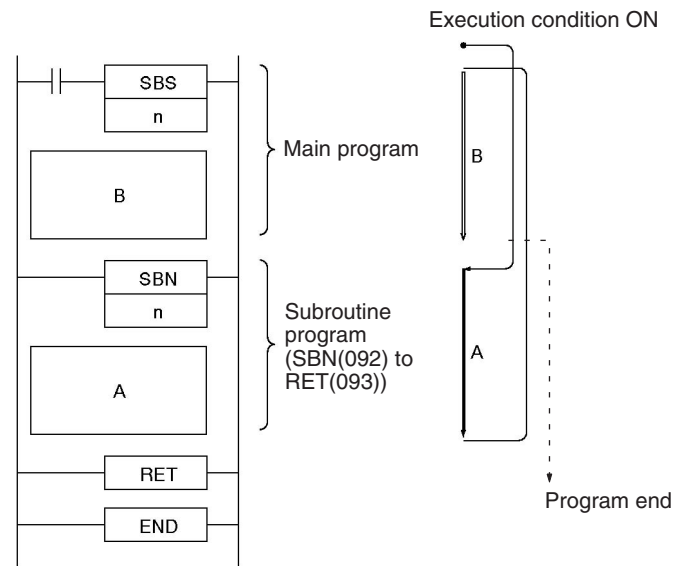 Execution condition ON
SBS
n
Main program
B
B
SBN
n
Subroutine
program
(SBN(092) to
RET(093))
A
A
RET
Program end
END